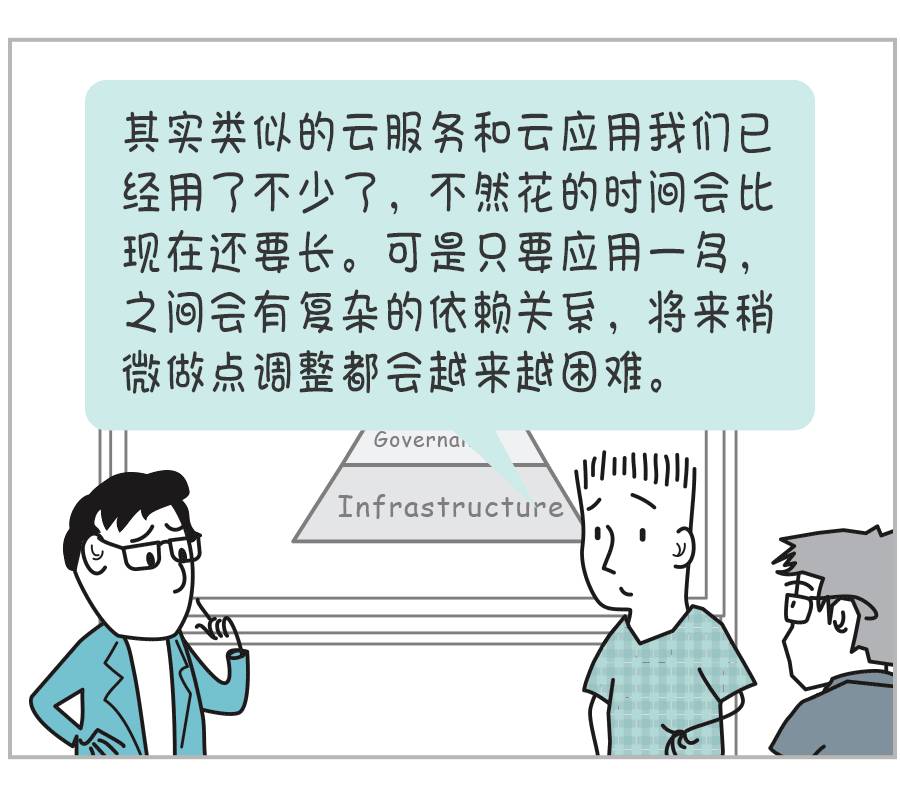 其实类似的云服务和云应用我们已
经用了不少了，不然花的时间会比
现在还要长。可是只要应用一多，
之间会有复杂的依赖关系，将来稍
微做点调整都会越来越困难。
Infrastructure